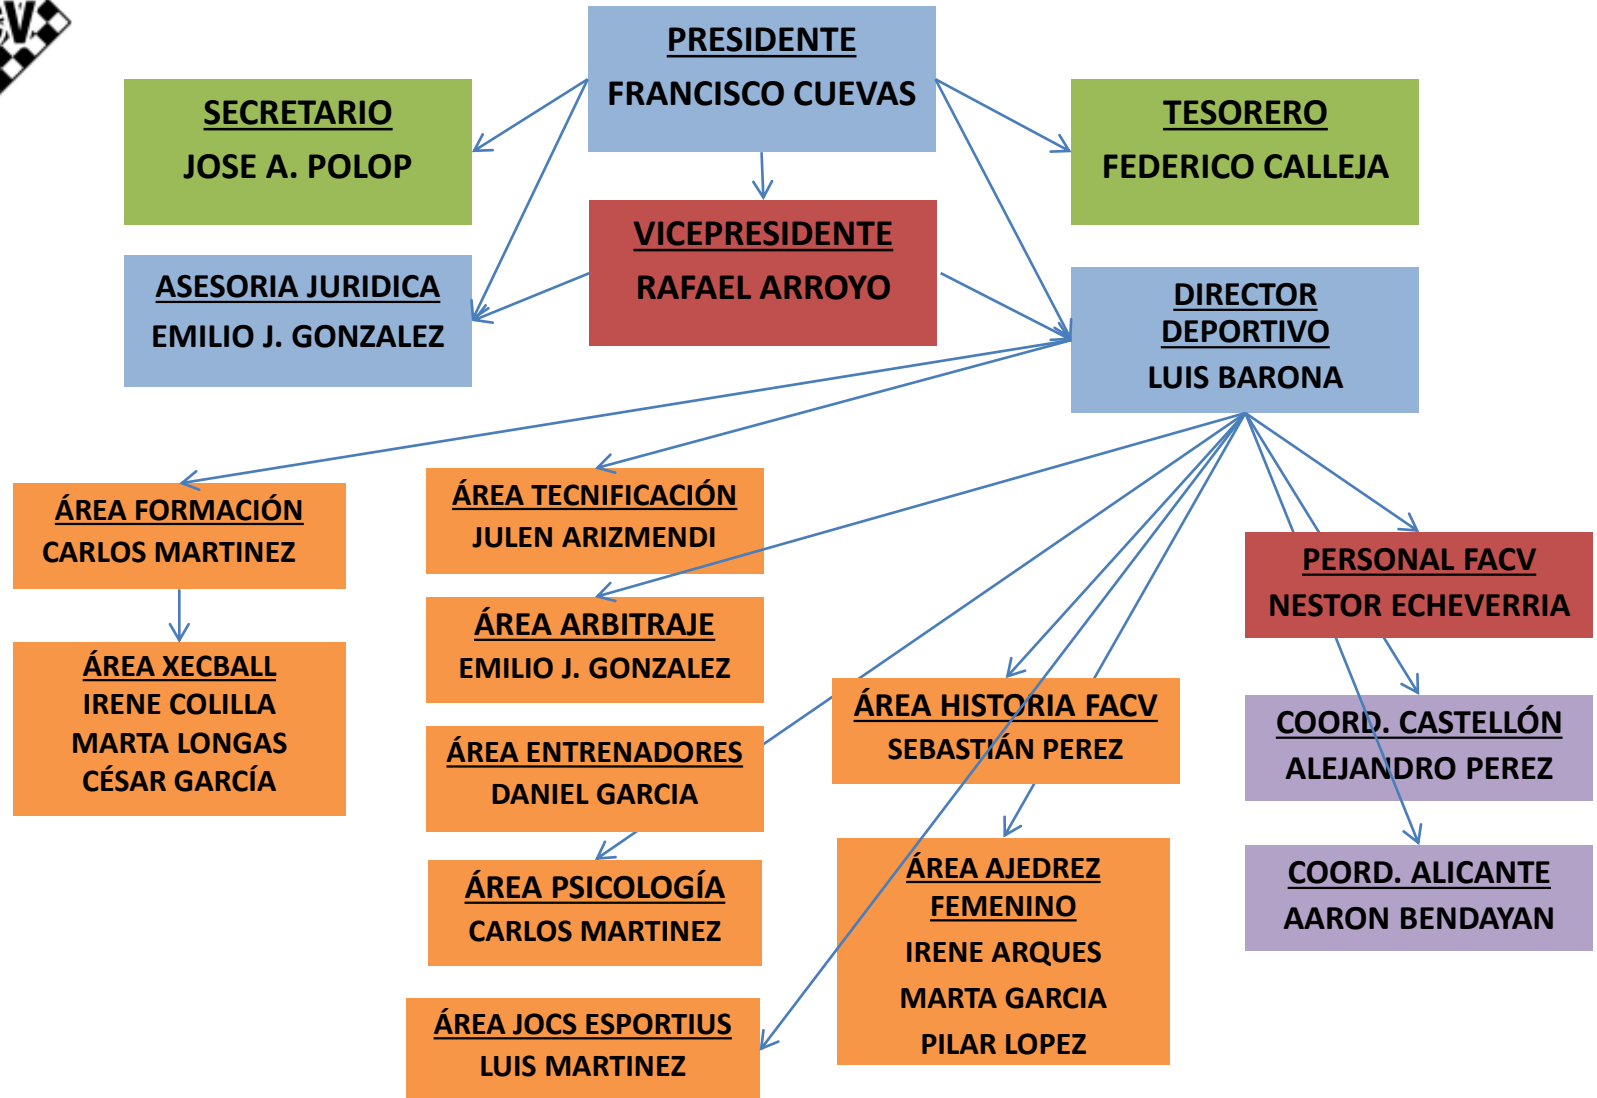 PRESIDENTE
FRANCISCO CUEVAS
SECRETARIO
JOSE A. POLOP
TESORERO
FEDERICO CALLEJA
VICEPRESIDENTE
RAFAEL ARROYO
ASESORIA JURIDICA
EMILIO J. GONZALEZ
DIRECTOR
DEPORTIVO
LUIS BARONA
ÁREA FORMACIÓN
CARLOS MARTINEZ
ÁREA XECBALL
IRENE COLILLA
MARTA LONGAS
CÉSAR GARCÍA
ÁREA TECNIFICACIÓN
JULEN ARIZMENDI
ÁREA ARBITRAJE
EMILIO J. GONZALEZ
ÁREA ENTRENADORES
DANIEL GARCIA
ÁREA PSICOLOGÍA
CARLOS MARTINEZ
ÁREA JOCS ESPORTIUS
LUIS MARTINEZ
ÁREA HISTORIA FACV
SEBASTIÁN PEREZ
ÁREA AJEDREZ
FEMENINO
IRENE ARQUES
MARTA GARCIA
PILAR LOPEZ
PERSONAL FACV
NESTOR ECHEVERRIA
COORD. CASTELLÓN
ALEJANDRO PEREZ
COORD. ALICANTE
AARON BENDAYAN